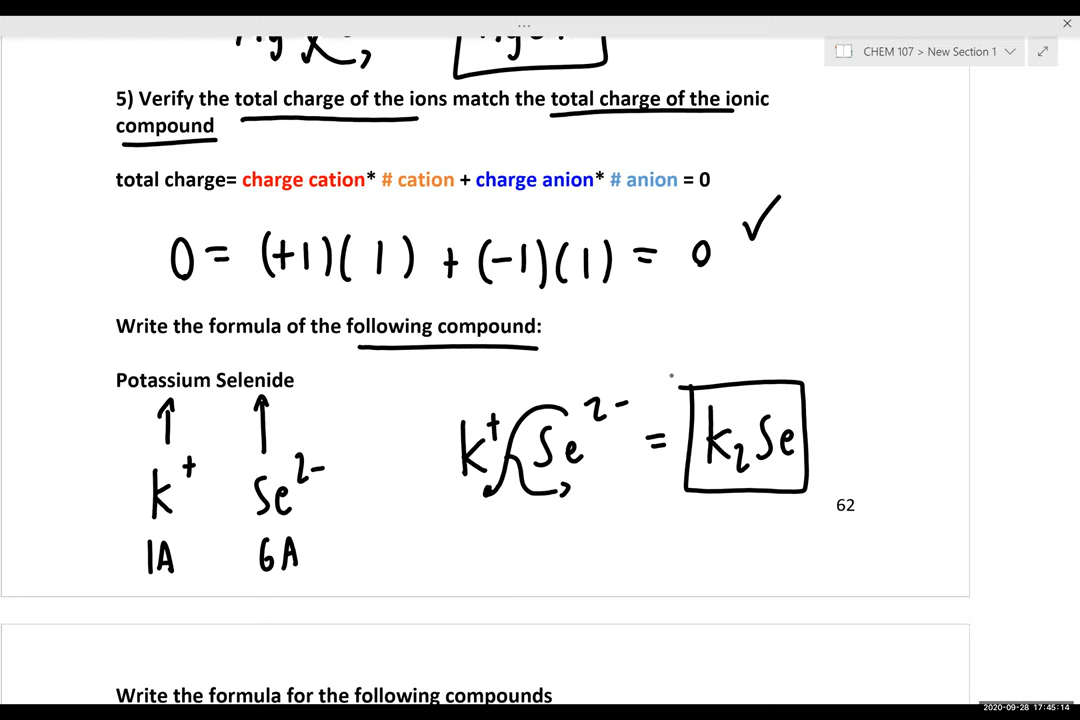 CHEM 107 > New Section 1
5) Verify the total charge of the ions match the total charge of the ionic
compound
total charge= charge cation* # cation + charge anion* # anion = 0
0 = (+1)(1) + (-1)(1) = 0 ✓
Write the formula of the following compound:
Potassium Selenide
K⁺ Se²⁻ = K₂Se
K⁺ Se²⁻
1A 6A
62
Write the formula for the following compounds
2020-09-28 17:45:14